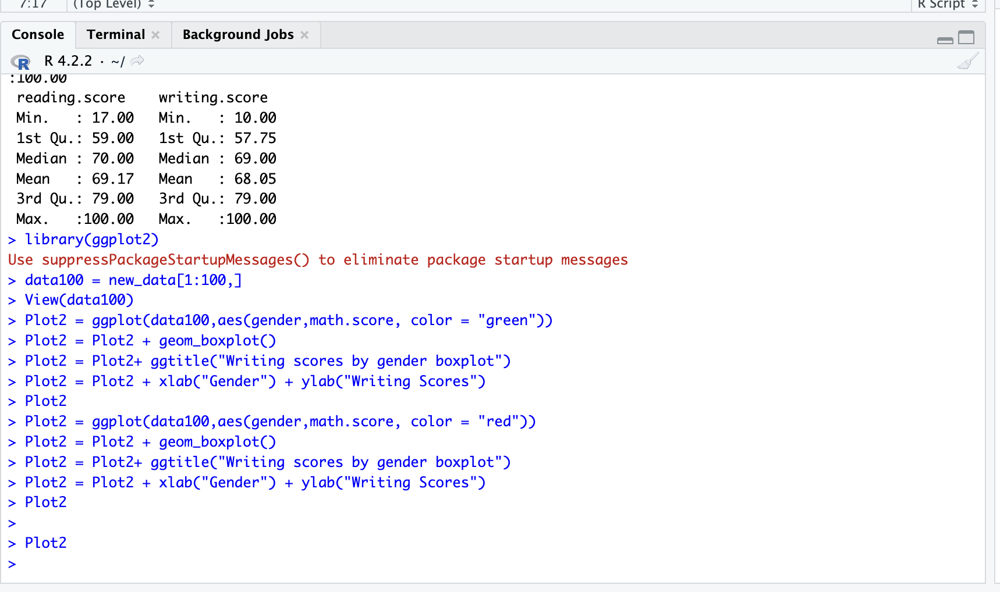 7:17 (Top Level) R Script
Console Terminal Background Jobs
R R 4.2.2 · ~/
:100.00
reading.score writing.score
Min. : 17.00 Min. : 10.00
1st Qu.: 59.00 1st Qu.: 57.75
Median : 70.00 Median : 69.00
Mean : 69.17 Mean : 68.05
3rd Qu.: 79.00 3rd Qu.: 79.00
Max. :100.00 Max. :100.00
> library(ggplot2)
Use suppressPackageStartupMessages() to eliminate package startup messages
> data100 = new_data[1:100,]
> View(data100)
> Plot2 = ggplot(data100,aes(gender,math.score, color = "green"))
> Plot2 = Plot2 + geom_boxplot()
> Plot2 = Plot2+ ggtitle("Writing scores by gender boxplot")
> Plot2 = Plot2 + xlab("Gender") + ylab("Writing Scores")
> Plot2
> Plot2 = ggplot(data100,aes(gender,math.score, color = "red"))
> Plot2 = Plot2 + geom_boxplot()
> Plot2 = Plot2+ ggtitle("Writing scores by gender boxplot")
> Plot2 = Plot2 + xlab("Gender") + ylab("Writing Scores")
> Plot2
>
> Plot2
>